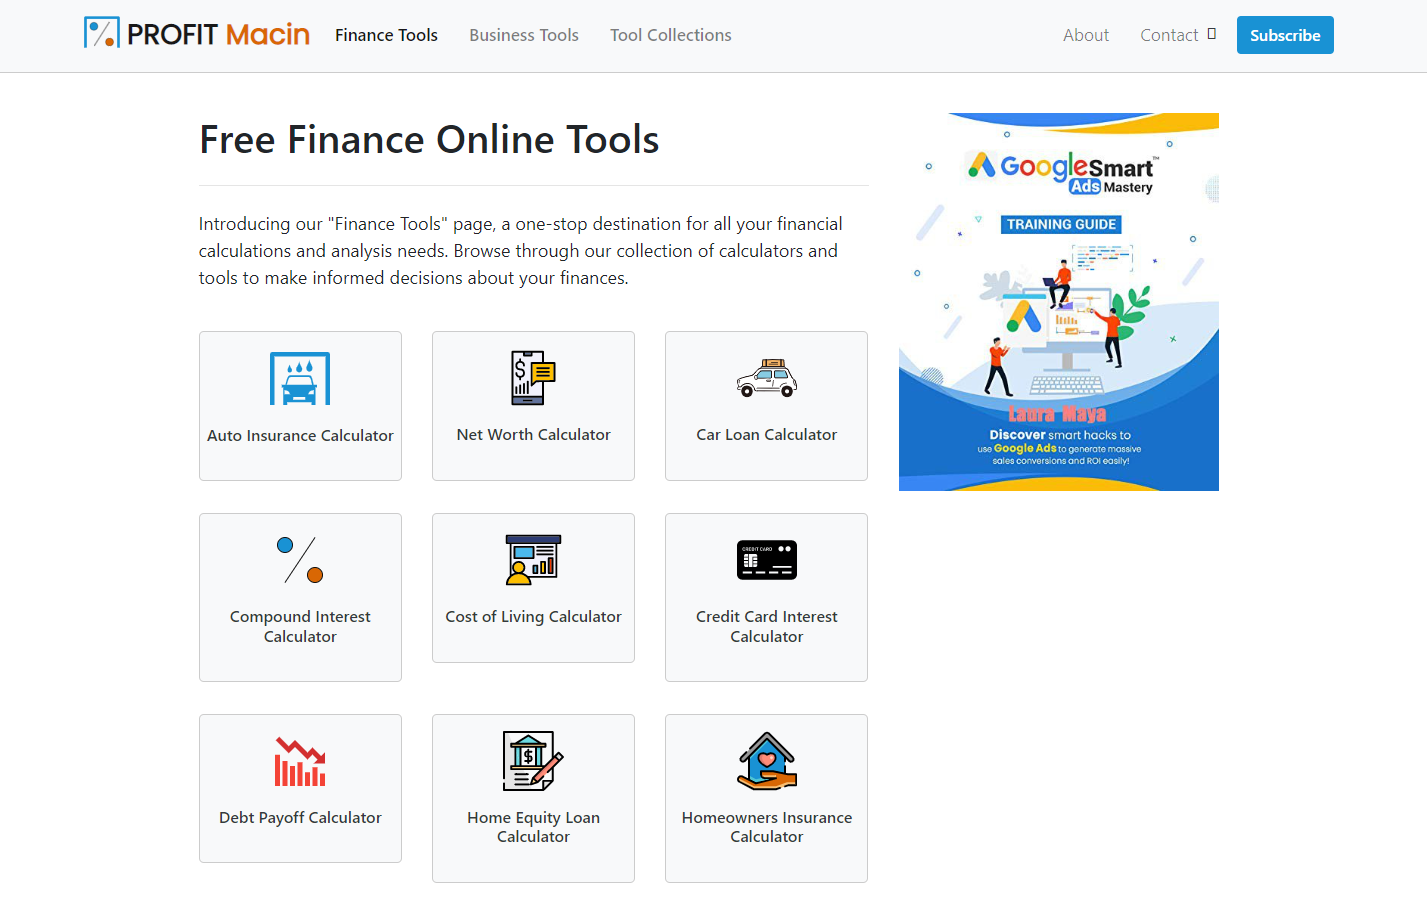 PROFIT Macin
Finance Tools
Business Tools
Tool Collections
About
Contact
Subscribe
Free Finance Online Tools
Introducing our "Finance Tools" page, a one-stop destination for all your financial
calculations and analysis needs. Browse through our collection of calculators and
tools to make informed decisions about your finances.
Auto Insurance Calculator
Net Worth Calculator
Car Loan Calculator
CREDIT CARD
Compound Interest
Calculator
Cost of Living Calculator
Credit Card Interest
Calculator
Debt Payoff Calculator
Home Equity Loan
Calculator
Homeowners Insurance
Calculator
Google Smart™
Ads Mastery
TRAINING GUIDE
Laura Maya
Discover smart hacks to
use Google Ads to generate massive
sales conversions and ROI easily!